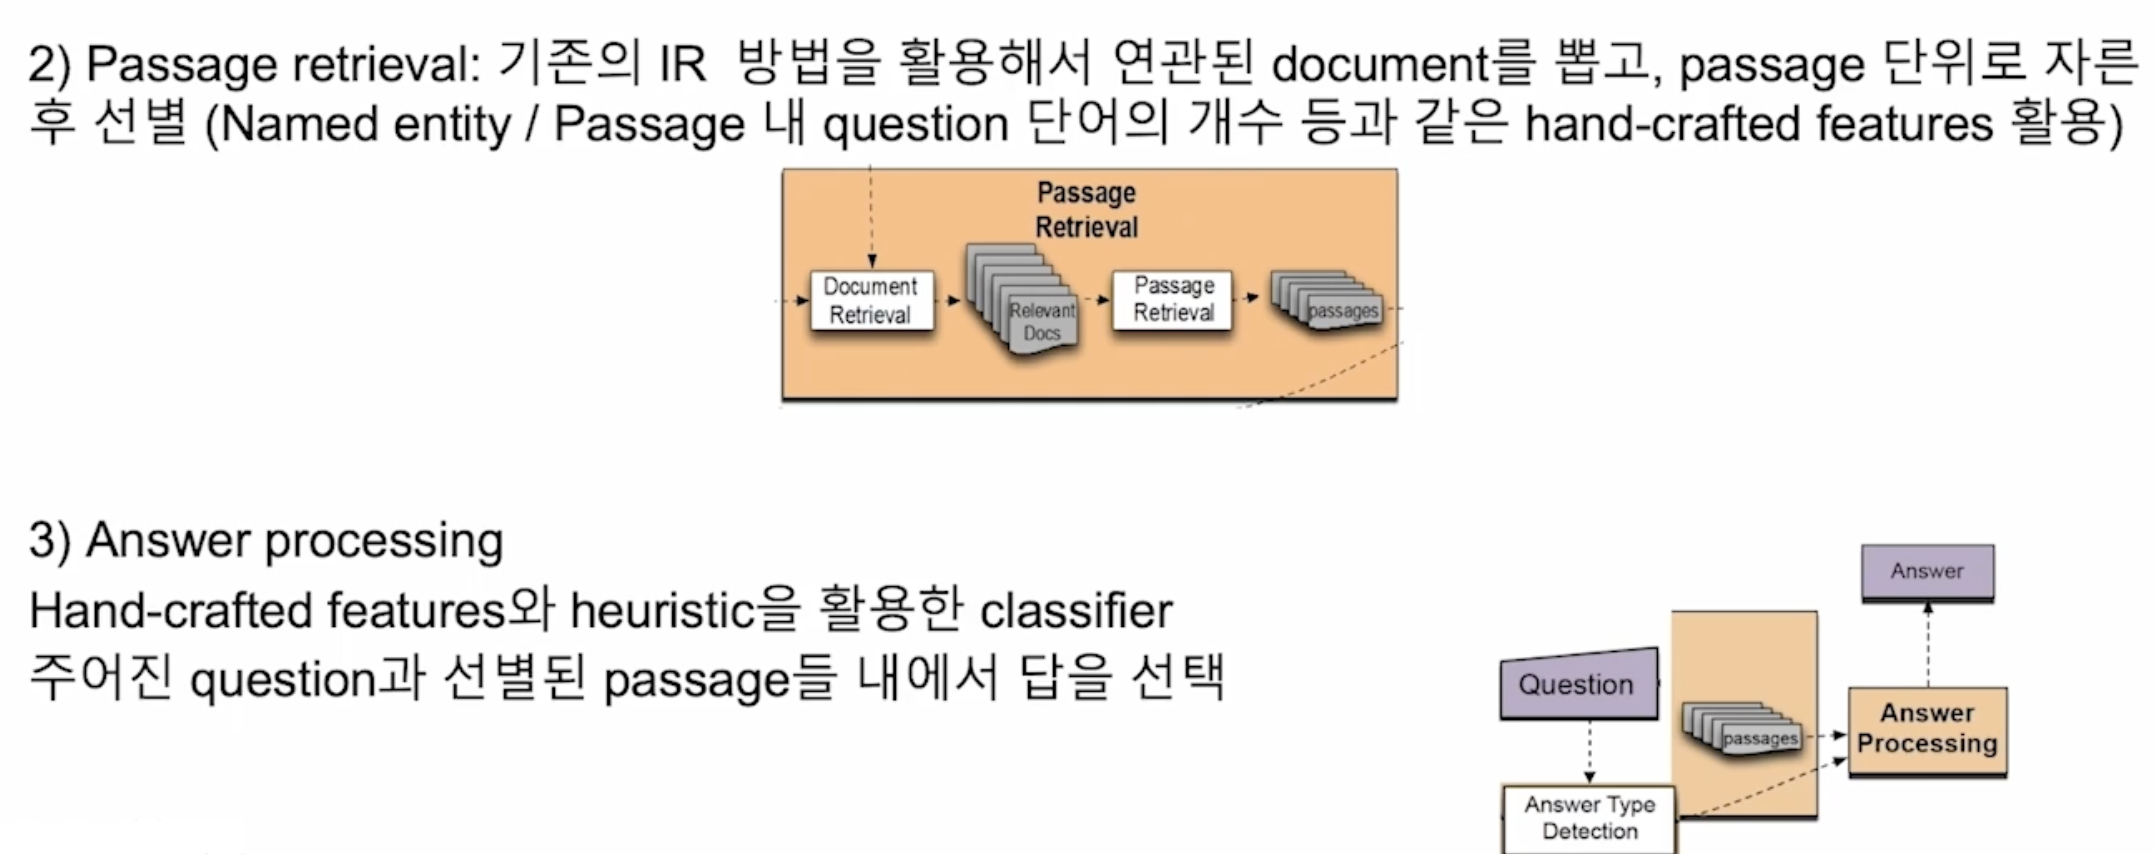 2) Passage retrieval: 기존의 IR 방법을 활용해서 연관된 document를 뽑고, passage 단위로 자른
후 선별 (Named entity / Passage 내 question 단어의 개수 등과 같은 hand-crafted features 활용)
Passage
Retrieval
Document
Retrieval
Relevant
Docs
Passage
Retrieval
passages
3) Answer processing
Hand-crafted features와 heuristic을 활용한 classifier
주어진 question과 선별된 passage들 내에서 답을 선택
Answer
Question
passages
Answer
Processing
Answer Type
Detection